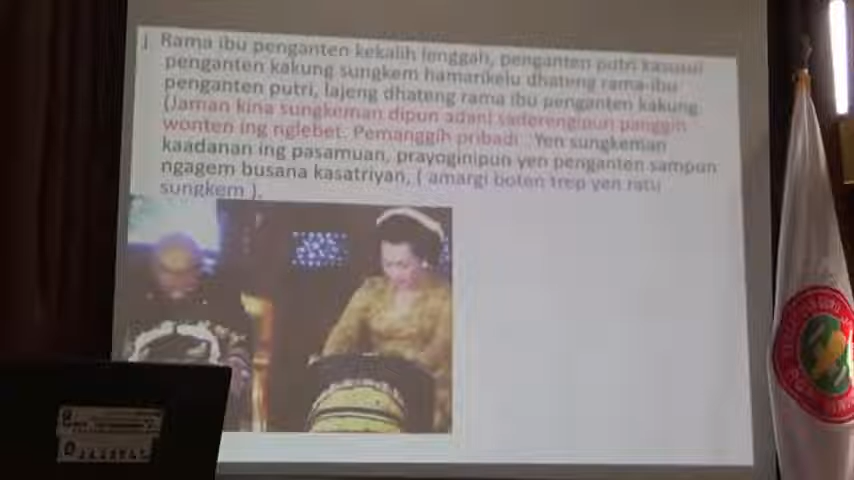 j Rama ibu penganten kekalih lenggah, penganten putri kasusul
penganten kakung sungkem hamarikelu dhateng rama-ibu
penganten putri, lajeng dhateng rama ibu penganten kakung.
(Jaman kina sungkeman dipun adani saderengipun panggih
wonten ing nglebet. Pemanggih pribadi : Yen sungkeman
kaadanan ing pasamuan, prayoginipun yen penganten sampun
ngagem busana kasatriyan, ( amargi boten trep yen ratu
sungkem ).